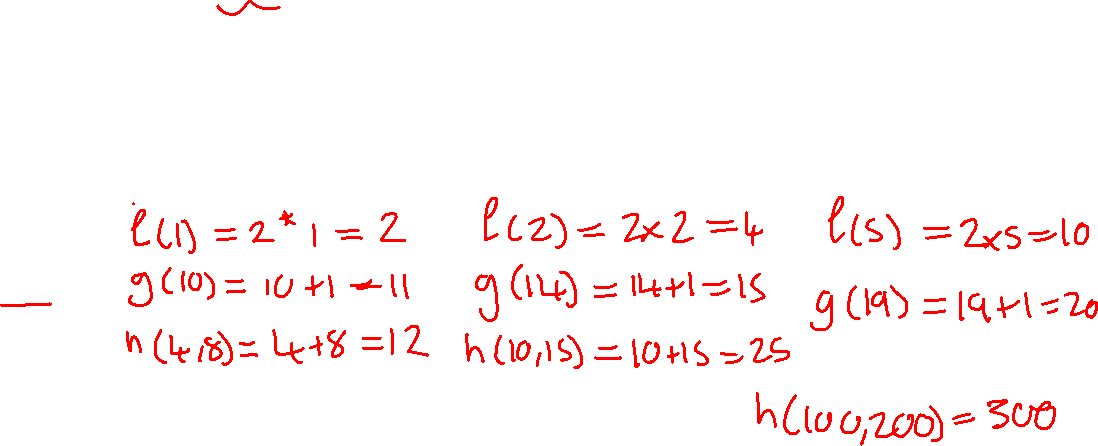 l(1) = 2 * 1 = 2   l(2) = 2x2 = 4   l(5) = 2x5 = 10
g(10) = 10+1 = 11   g(14) = 14+1 = 15   g(19) = 19+1 = 20
h(4,8) = 4+8 = 12   h(10,15) = 10+15 = 25
h(100,200) = 300